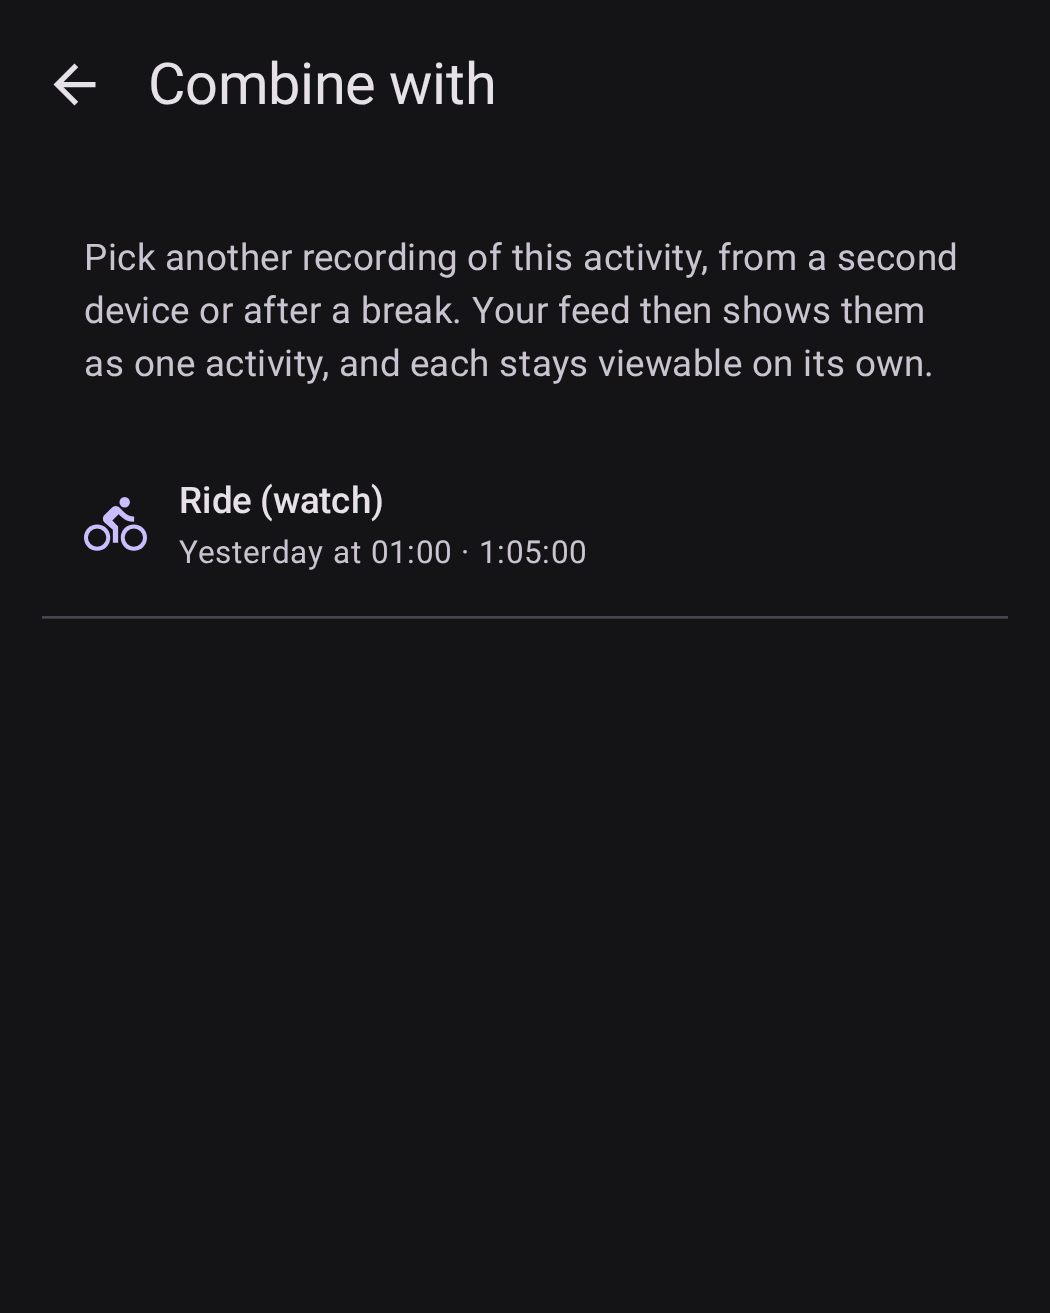 Combine with
Pick another recording of this activity, from a second
device or after a break. Your feed then shows them
as one activity, and each stays viewable on its own.
Ride (watch)
Yesterday at 01:00 · 1:05:00